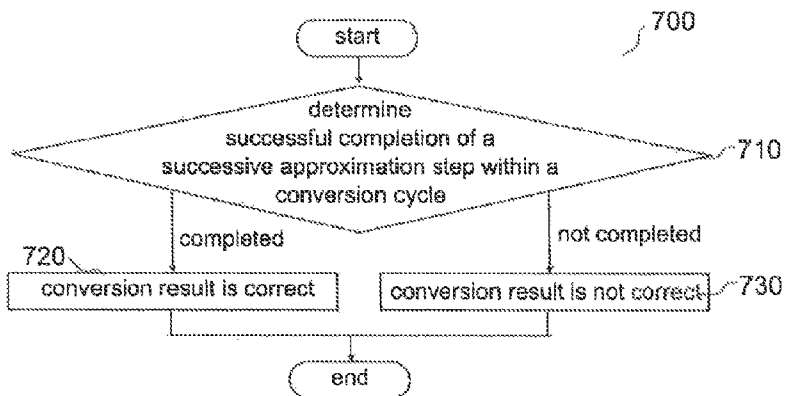 start
700
determine
successful completion of a
successive approximation step within a
conversion cycle
710
completed
not completed
720
conversion result is correct
conversion result is not correct
730
end